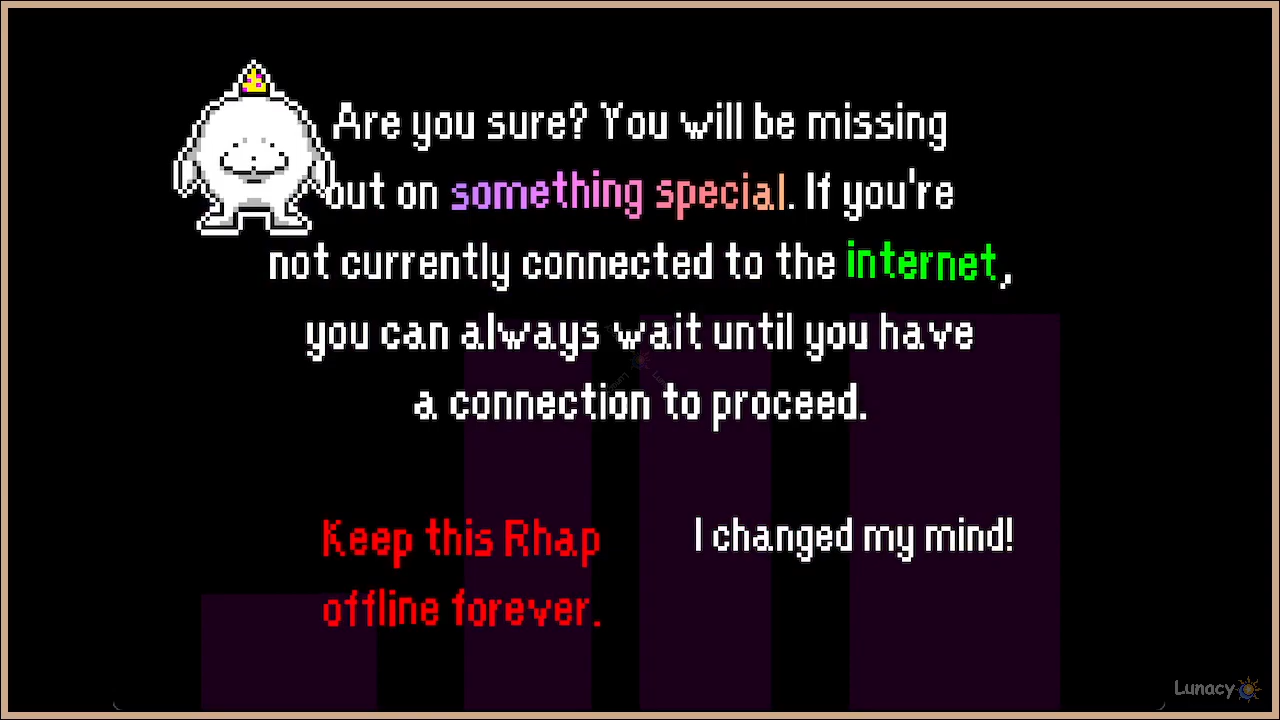 Are you sure? You will be missing
out on something special. If you're
not currently connected to the internet,
you can always wait until you have
a connection to proceed.
Keep this Rhap
offline forever.
I changed my mind!
Lunacy